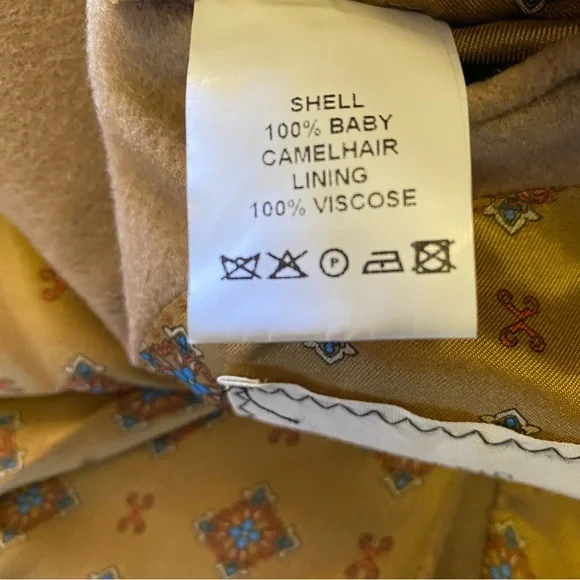 SHELL
100% BABY
CAMELHAIR
LINING
100% VISCOSE
P